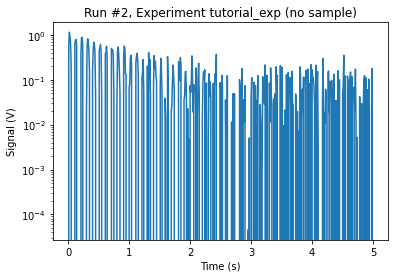 Run #2, Experiment tutorial_exp (no sample)
Signal (V)
10⁰
10⁻¹
10⁻²
10⁻³
10⁻⁴
0 1 2 3 4 5
Time (s)